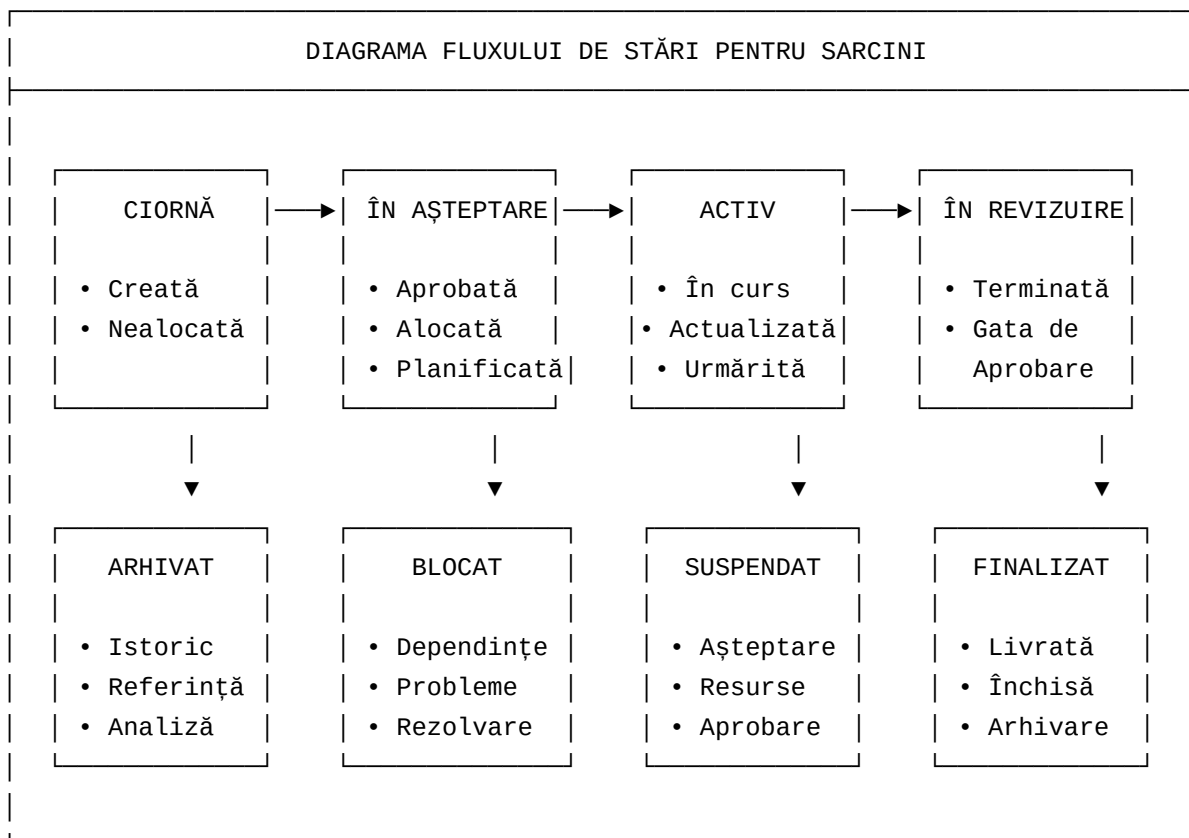 DIAGRAMA FLUXULUI DE STĂRI PENTRU SARCINI
CIORNĂ
• Creată
• Nealocată
ÎN AȘTEPTARE
• Aprobată
• Alocată
• Planificată
ACTIV
• În curs
• Actualizată
• Urmărită
ÎN REVIZUIRE
• Terminată
• Gata de
Aprobare
ARHIVAT
• Istoric
• Referință
• Analiză
BLOCAT
• Dependințe
• Probleme
• Rezolvare
SUSPENDAT
• Așteptare
• Resurse
• Aprobare
FINALIZAT
• Livrată
• Închisă
• Arhivare